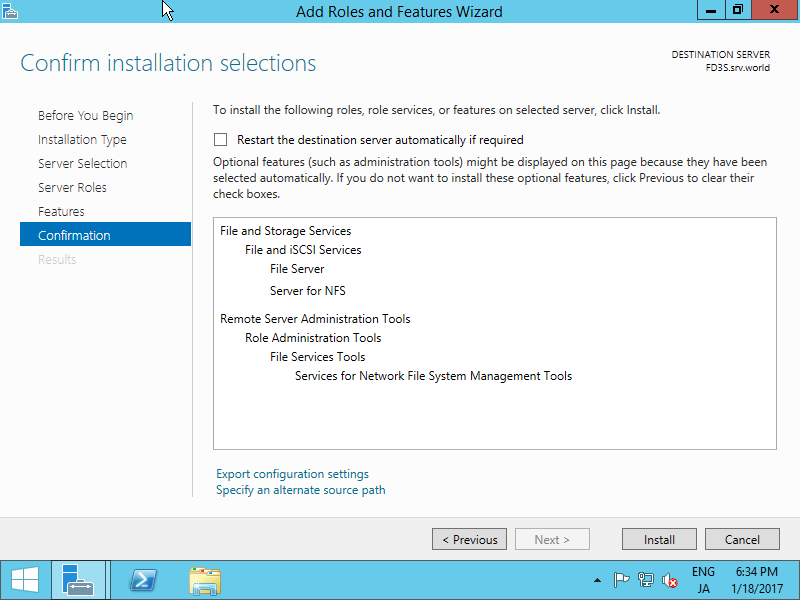 Add Roles and Features Wizard
Confirm installation selections
DESTINATION SERVER
FD3S.srv.world
Before You Begin
Installation Type
Server Selection
Server Roles
Features
Confirmation
Results
To install the following roles, role services, or features on selected server, click Install.
Restart the destination server automatically if required
Optional features (such as administration tools) might be displayed on this page because they have been
selected automatically. If you do not want to install these optional features, click Previous to clear their
check boxes.
File and Storage Services
File and iSCSI Services
File Server
Server for NFS
Remote Server Administration Tools
Role Administration Tools
File Services Tools
Services for Network File System Management Tools
Export configuration settings
Specify an alternate source path
< Previous
Next >
Install
Cancel
ENG
JA
6:34 PM
1/18/2017